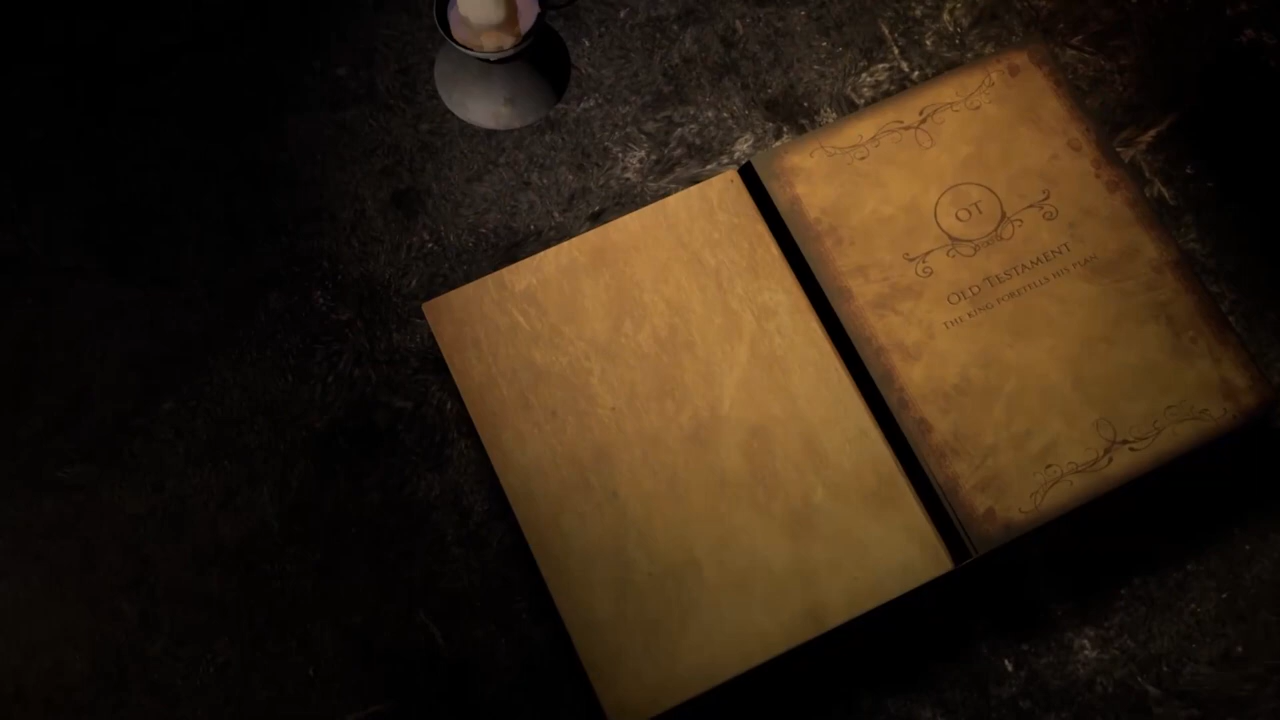 OT
OLD TESTAMENT
THE KING FORETELLS HIS PLAN